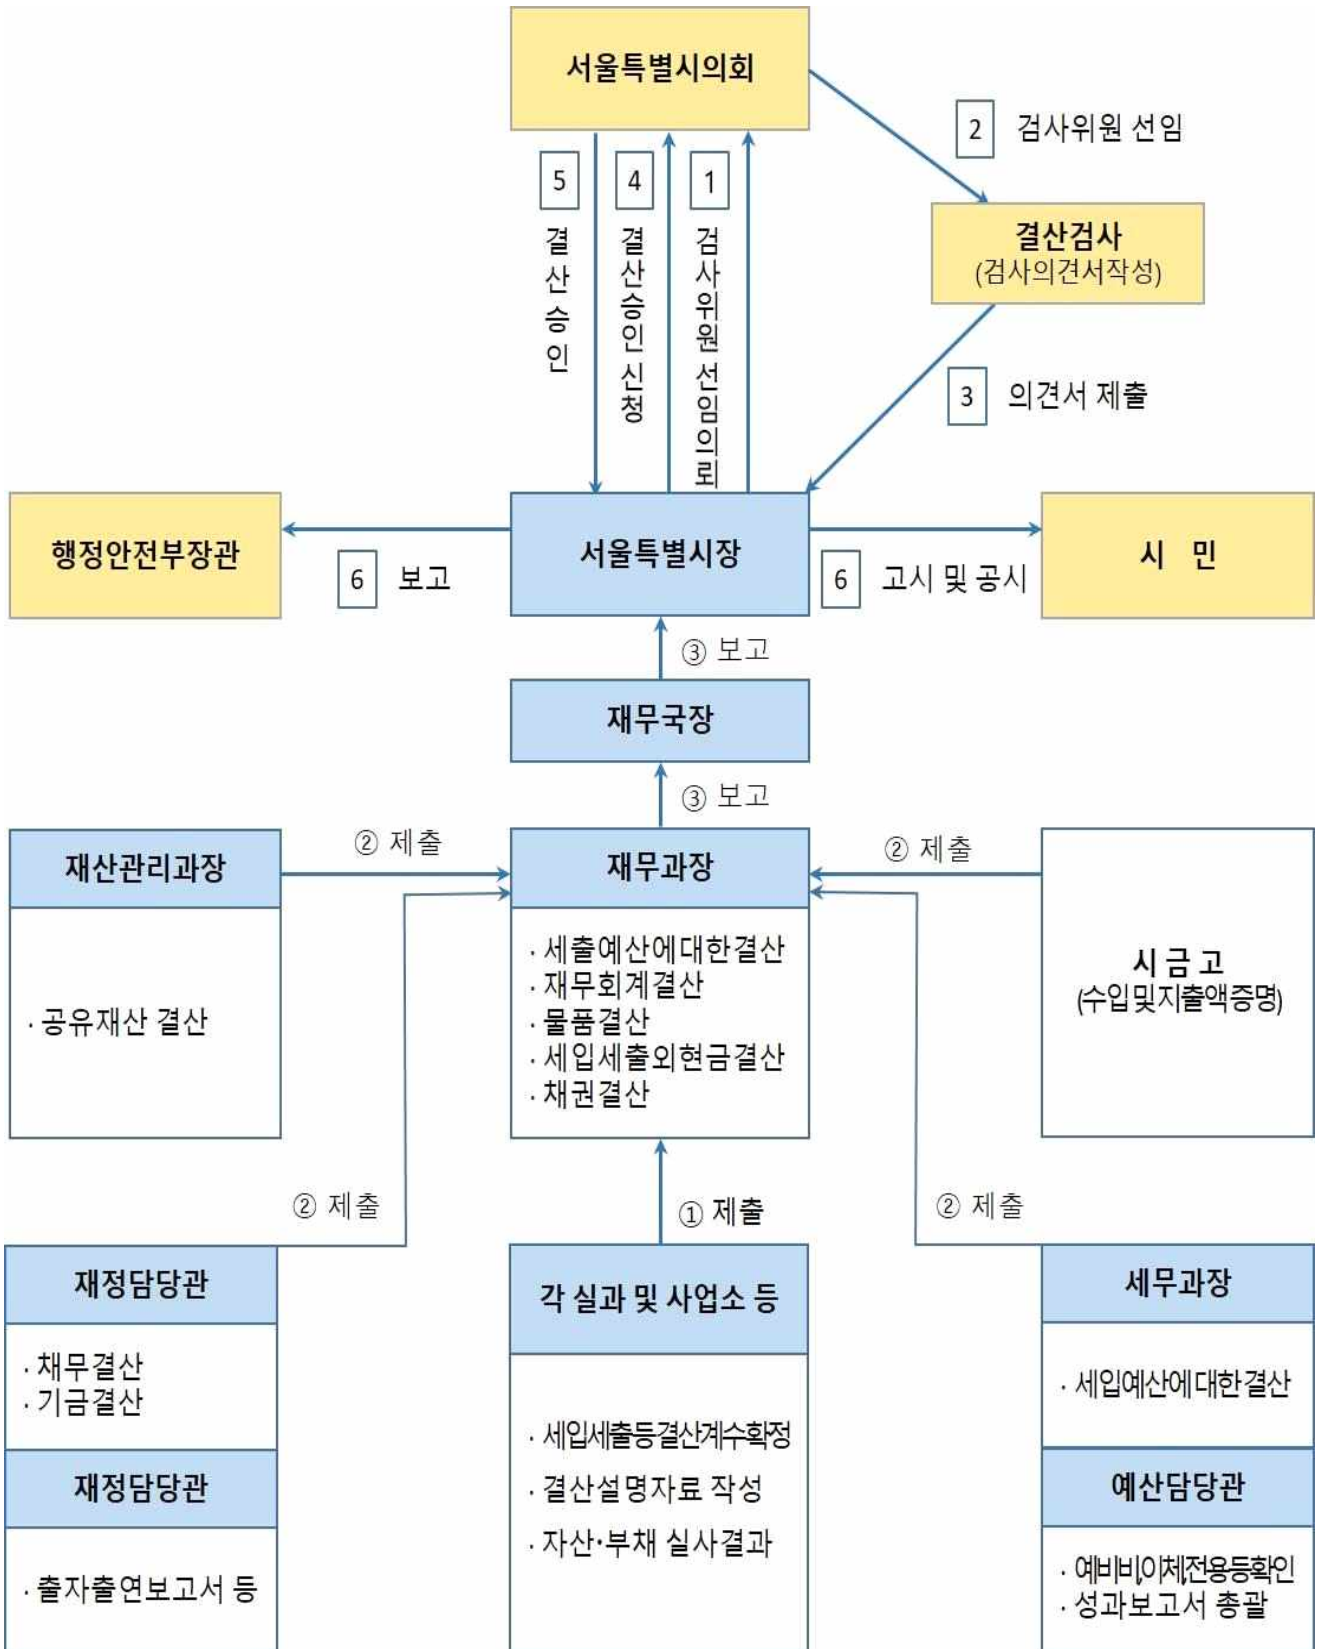 서울특별시의회
2 검사위원 선임
5 결산승인
4 결산승인 신청
1 검사위원 선임의뢰
결산검사
(검사의견서작성)
3 의견서 제출
행정안전부장관
서울특별시장
시 민
6 보고
6 고시 및 공시
③ 보고
재무국장
③ 보고
재산관리과장
② 제출
재무과장
② 제출
· 공유재산 결산
· 세출예산에대한결산
· 재무회계결산
· 물품결산
· 세입세출외현금결산
· 채권결산
시 금 고
(수입및지출액증명)
② 제출
① 제출
② 제출
재정담당관
각 실과 및 사업소 등
세무과장
· 채무결산
· 기금결산
· 세입예산에 대한 결산
· 세입세출등결산계수확정
· 결산설명자료 작성
· 자산·부채 실사결과
재정담당관
예산담당관
· 출자출연보고서 등
· 예비비,이체,전용등확인
· 성과보고서 총괄